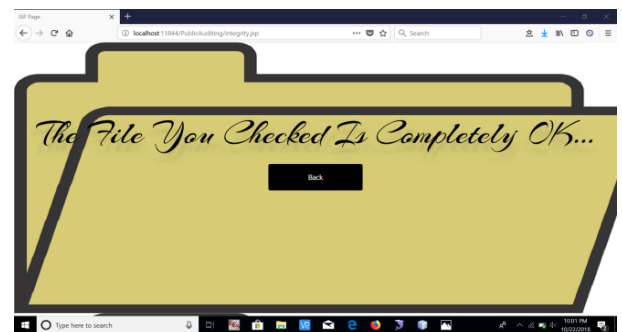 JSP Page
localhost:11844/PublicAuditing/integrity.jsp
Search
The File You Checked Is Completely OK...
Back
Type here to search
10:01 PM
10/22/2018